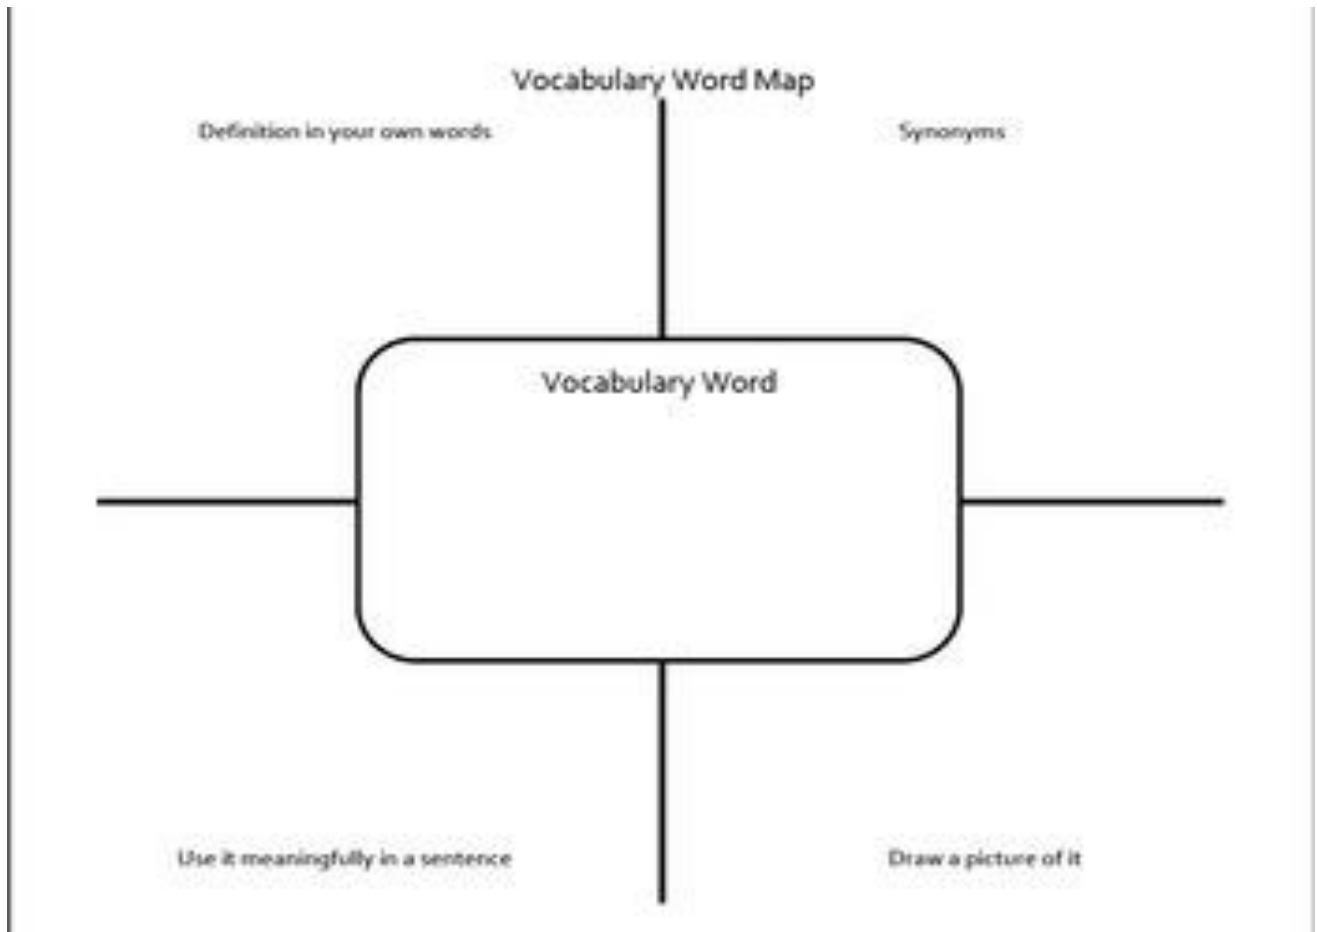 Vocabulary Word Map
Definition in your own words
Synonyms
Vocabulary Word
Use it meaningfully in a sentence
Draw a picture of it